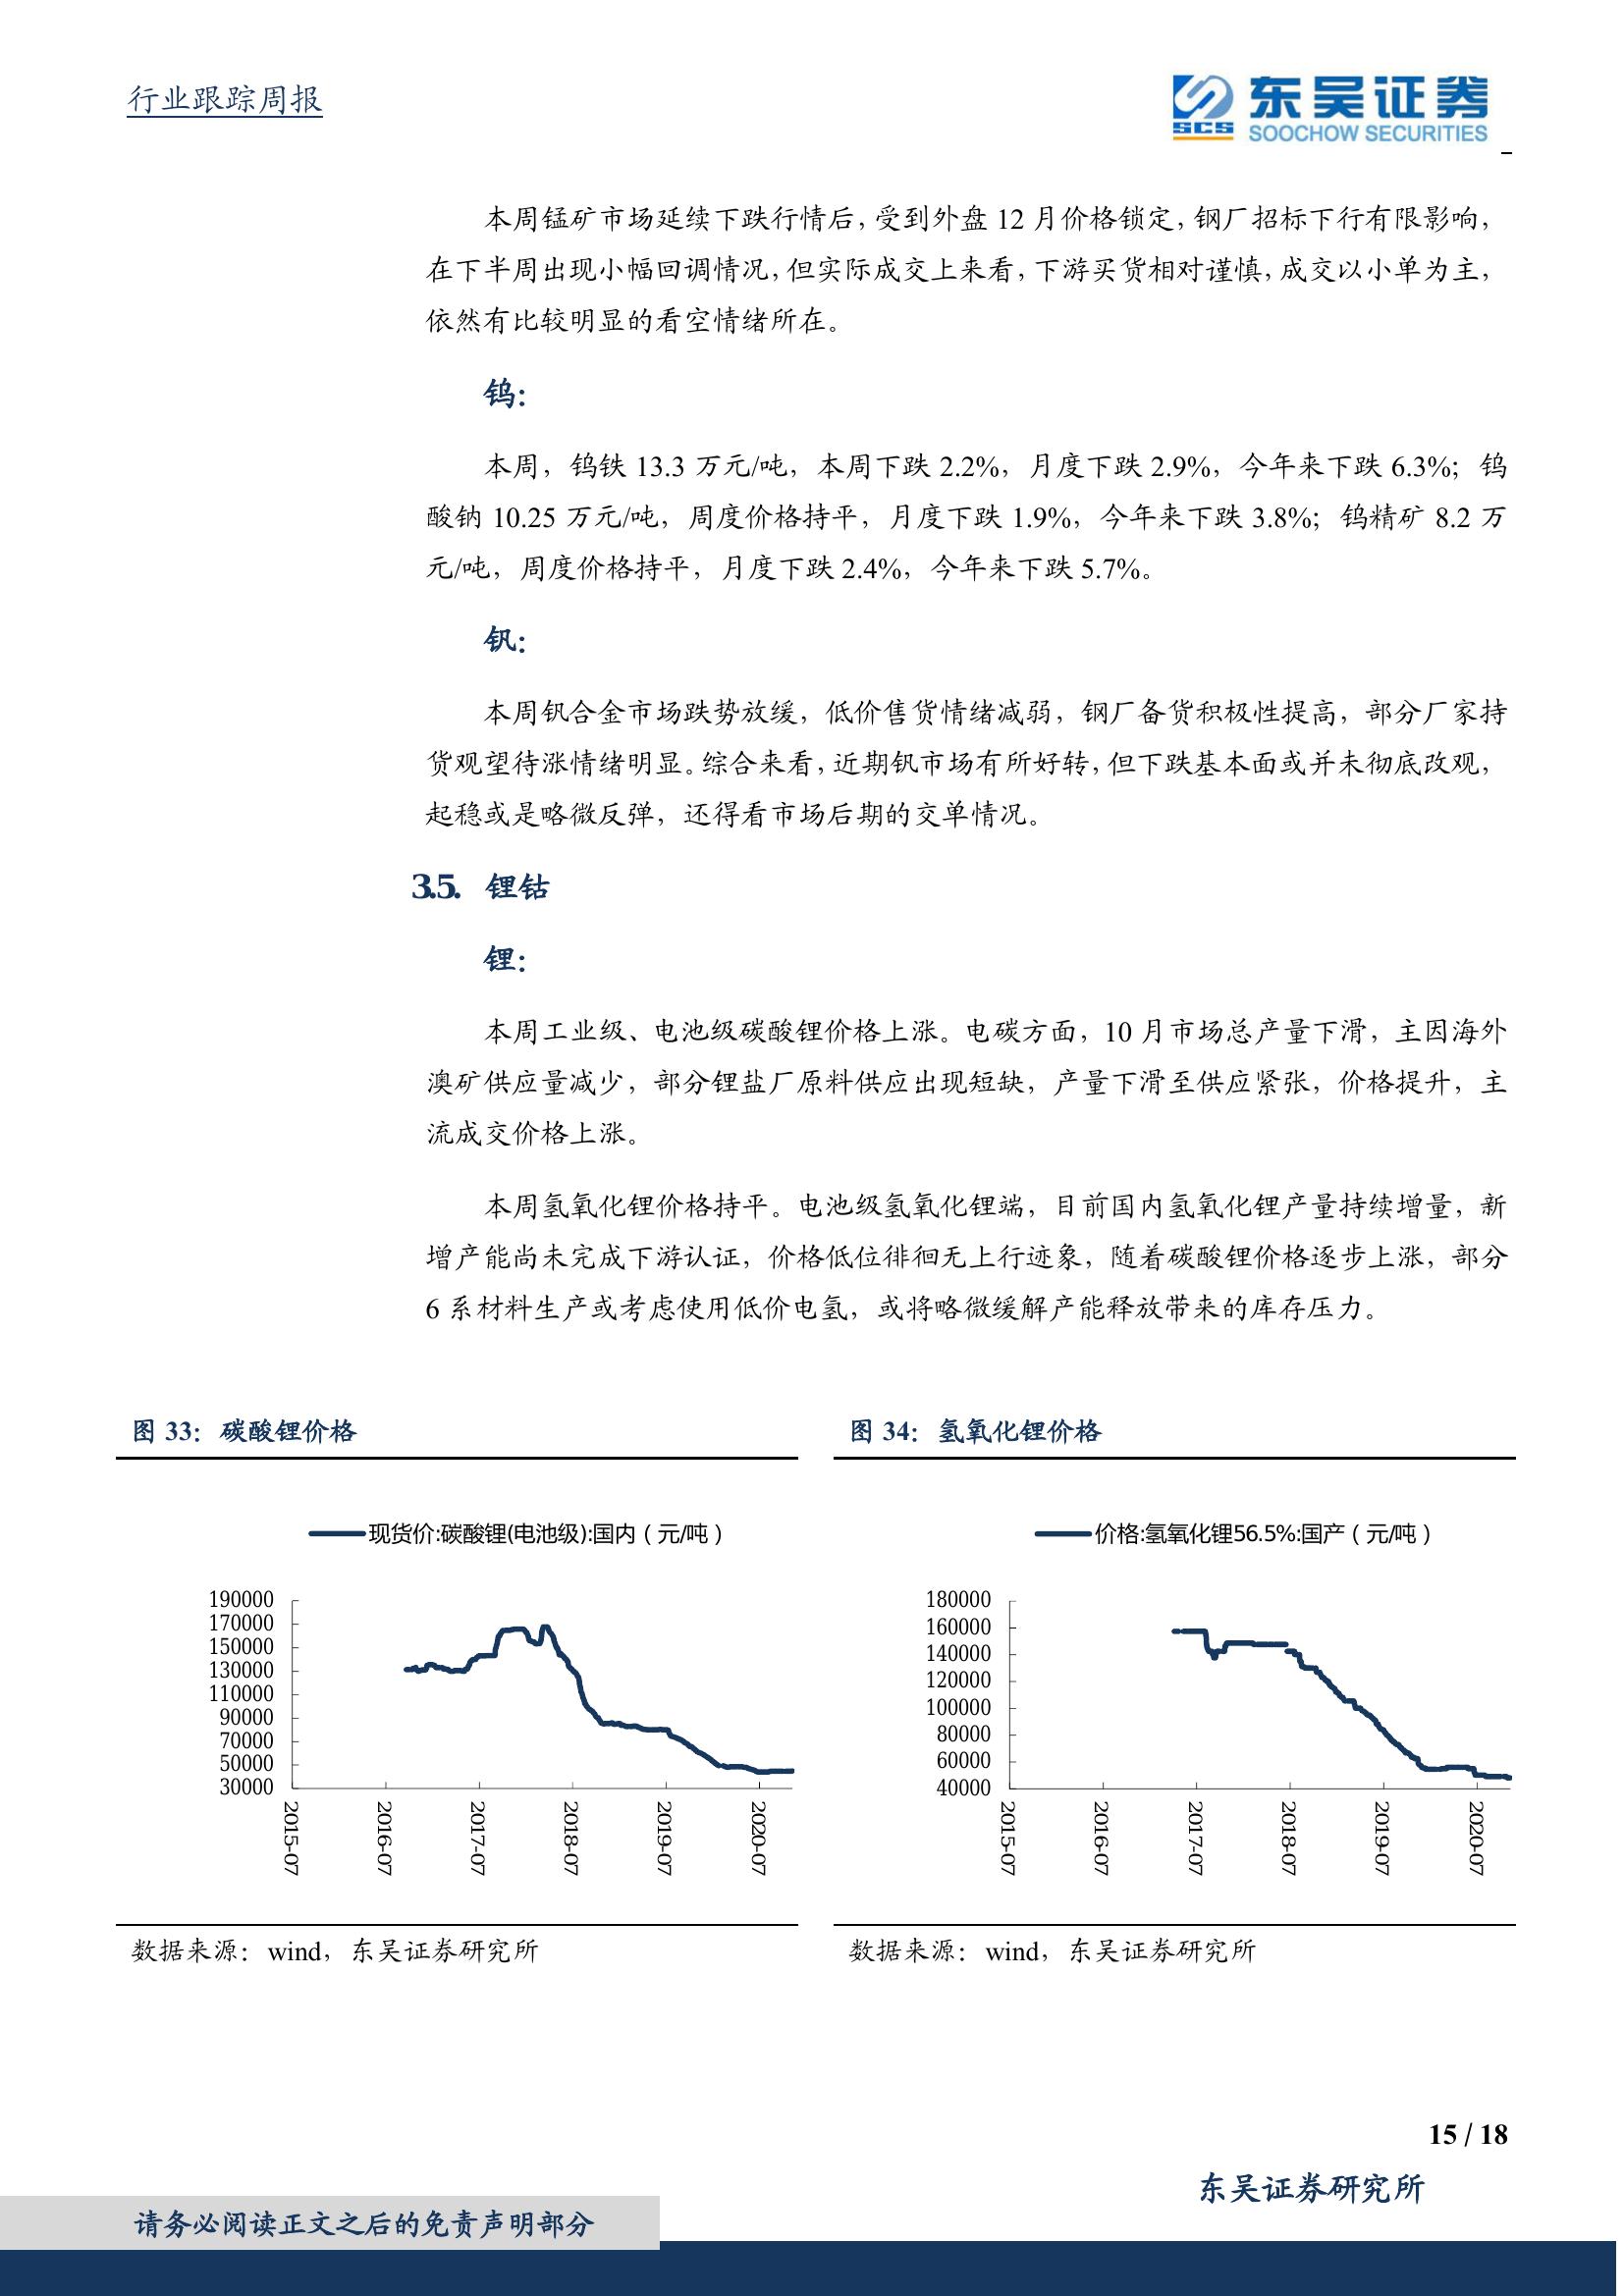 行业跟踪周报
东吴证券
SCS
SOOCHOW SECURITIES
本周锰矿市场延续下跌行情后，受到外盘 12 月价格锁定，钢厂招标下行有限影响，
在下半周出现小幅回调情况，但实际成交上来看，下游买货相对谨慎，成交以小单为主，
依然有比较明显的看空情绪所在。
钨：
本周，钨铁 13.3 万元/吨，本周下跌 2.2%，月度下跌 2.9%，今年来下跌 6.3%；钨
酸钠 10.25 万元/吨，周度价格持平，月度下跌 1.9%，今年来下跌 3.8%；钨精矿 8.2 万
元/吨，周度价格持平，月度下跌 2.4%，今年来下跌 5.7%。
钒：
本周钒合金市场跌势放缓，低价售货情绪减弱，钢厂备货积极性提高，部分厂家持
货观望待涨情绪明显。综合来看，近期钒市场有所好转，但下跌基本面或并未彻底改观，
起稳或是略微反弹，还得看市场后期的交单情况。
3.5. 锂钴
锂：
本周工业级、电池级碳酸锂价格上涨。电碳方面，10 月市场总产量下滑，主因海外
澳矿供应量减少，部分锂盐厂原料供应出现短缺，产量下滑至供应紧张，价格提升，主
流成交价格上涨。
本周氢氧化锂价格持平。电池级氢氧化锂端，目前国内氢氧化锂产量持续增量，新
增产能尚未完成下游认证，价格低位徘徊无上行迹象，随着碳酸锂价格逐步上涨，部分
6 系材料生产或考虑使用低价电氢，或将略微缓解产能释放带来的库存压力。
图 33：碳酸锂价格
现货价:碳酸锂(电池级):国内（元/吨）
190000
170000
150000
130000
110000
90000
70000
50000
30000
2015-07
2016-07
2017-07
2018-07
2019-07
2020-07
数据来源：wind，东吴证券研究所
图 34：氢氧化锂价格
价格:氢氧化锂56.5%:国产（元/吨）
180000
160000
140000
120000
100000
80000
60000
40000
2015-07
2016-07
2017-07
2018-07
2019-07
2020-07
数据来源：wind，东吴证券研究所
15 / 18
东吴证券研究所
请务必阅读正文之后的免责声明部分